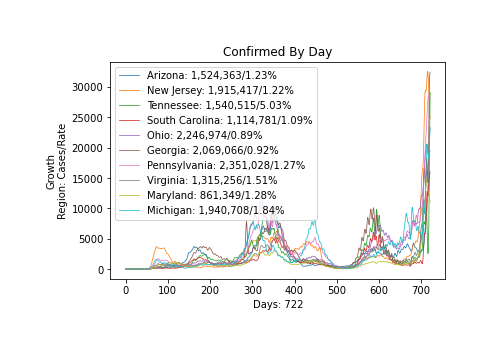 Confirmed By Day
Arizona: 1,524,363/1.23%
New Jersey: 1,915,417/1.22%
Tennessee: 1,540,515/5.03%
South Carolina: 1,114,781/1.09%
Ohio: 2,246,974/0.89%
Georgia: 2,069,066/0.92%
Pennsylvania: 2,351,028/1.27%
Virginia: 1,315,256/1.51%
Maryland: 861,349/1.28%
Michigan: 1,940,708/1.84%
Growth
Region: Cases/Rate
30000
25000
20000
15000
10000
5000
0
0 100 200 300 400 500 600 700
Days: 722